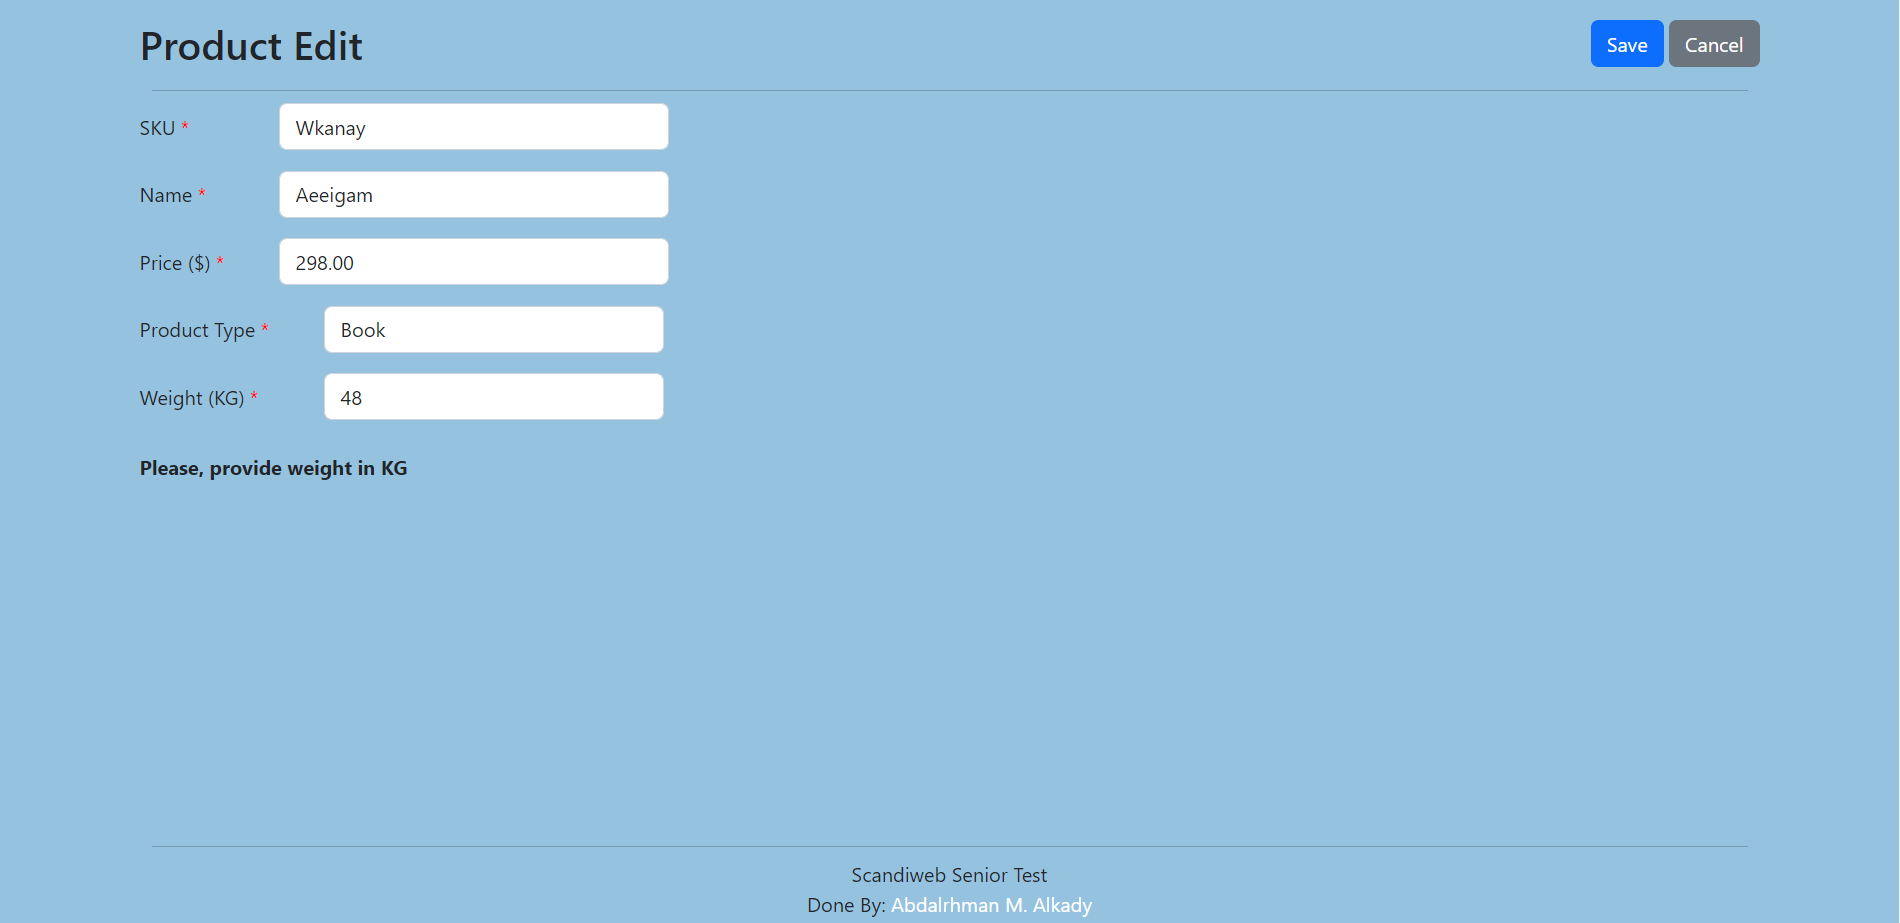 Product Edit
Save Cancel
SKU * Wkanay
Name * Aeeigam
Price ($) * 298.00
Product Type * Book
Weight (KG) * 48
Please, provide weight in KG
Scandiweb Senior Test
Done By: Abdalrhman M. Alkady